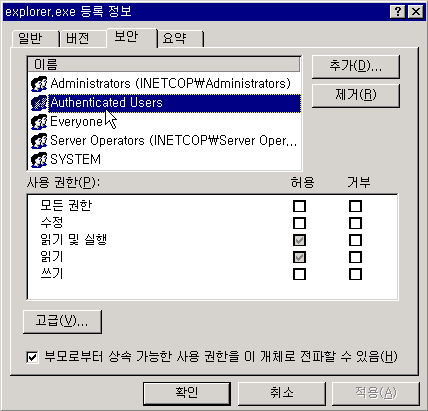 explorer.exe 등록 정보
일반 버전 보안 요약
이름
Administrators (INETCOP₩Administrators)
Authenticated Users
Everyone
Server Operators (INETCOP₩Server Oper...
SYSTEM
추가(D)...
제거(R)
사용 권한(P): 허용 거부
모든 권한
수정
읽기 및 실행
읽기
쓰기
고급(V)...
부모로부터 상속 가능한 사용 권한을 이 개체로 전파할 수 있음(H)
확인 취소 적용(A)